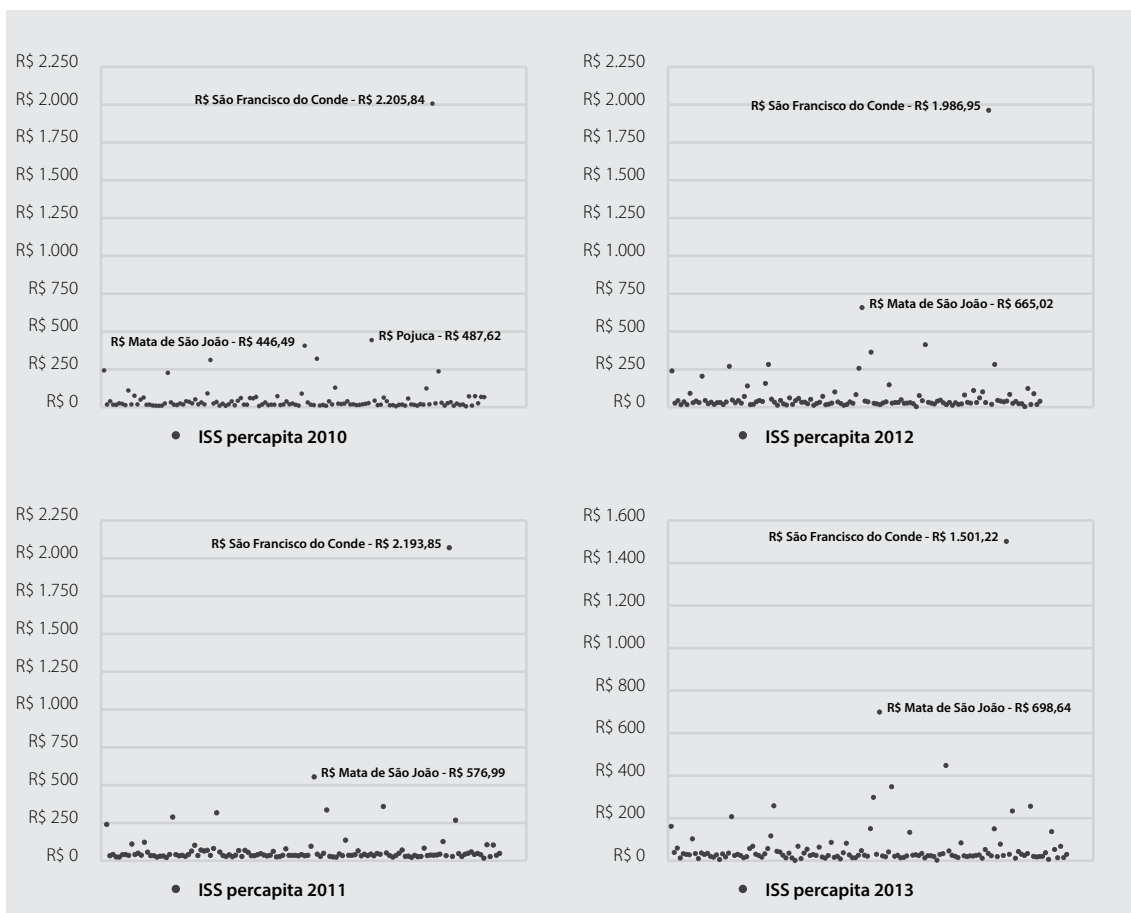 R$ 2.250
R$ 2.000
R$ 1.750
R$ 1.500
R$ 1.250
R$ 1.000
R$ 750
R$ 500
R$ 250
R$ 0
R$ São Francisco do Conde - R$ 2.205,84
R$ Mata de São João - R$ 446,49
R$ Pojuca - R$ 487,62
ISS percapita 2010
R$ 2.250
R$ 2.000
R$ 1.750
R$ 1.500
R$ 1.250
R$ 1.000
R$ 750
R$ 500
R$ 250
R$ 0
R$ São Francisco do Conde - R$ 1.986,95
R$ Mata de São João - R$ 665,02
ISS percapita 2012
R$ 2.250
R$ 2.000
R$ 1.750
R$ 1.500
R$ 1.250
R$ 1.000
R$ 750
R$ 500
R$ 250
R$ 0
R$ São Francisco do Conde - R$ 2.193,85
R$ Mata de São João - R$ 576,99
ISS percapita 2011
R$ 1.600
R$ 1.400
R$ 1.200
R$ 1.000
R$ 800
R$ 600
R$ 400
R$ 200
R$ 0
R$ São Francisco do Conde - R$ 1.501,22
R$ Mata de São João - R$ 698,64
ISS percapita 2013